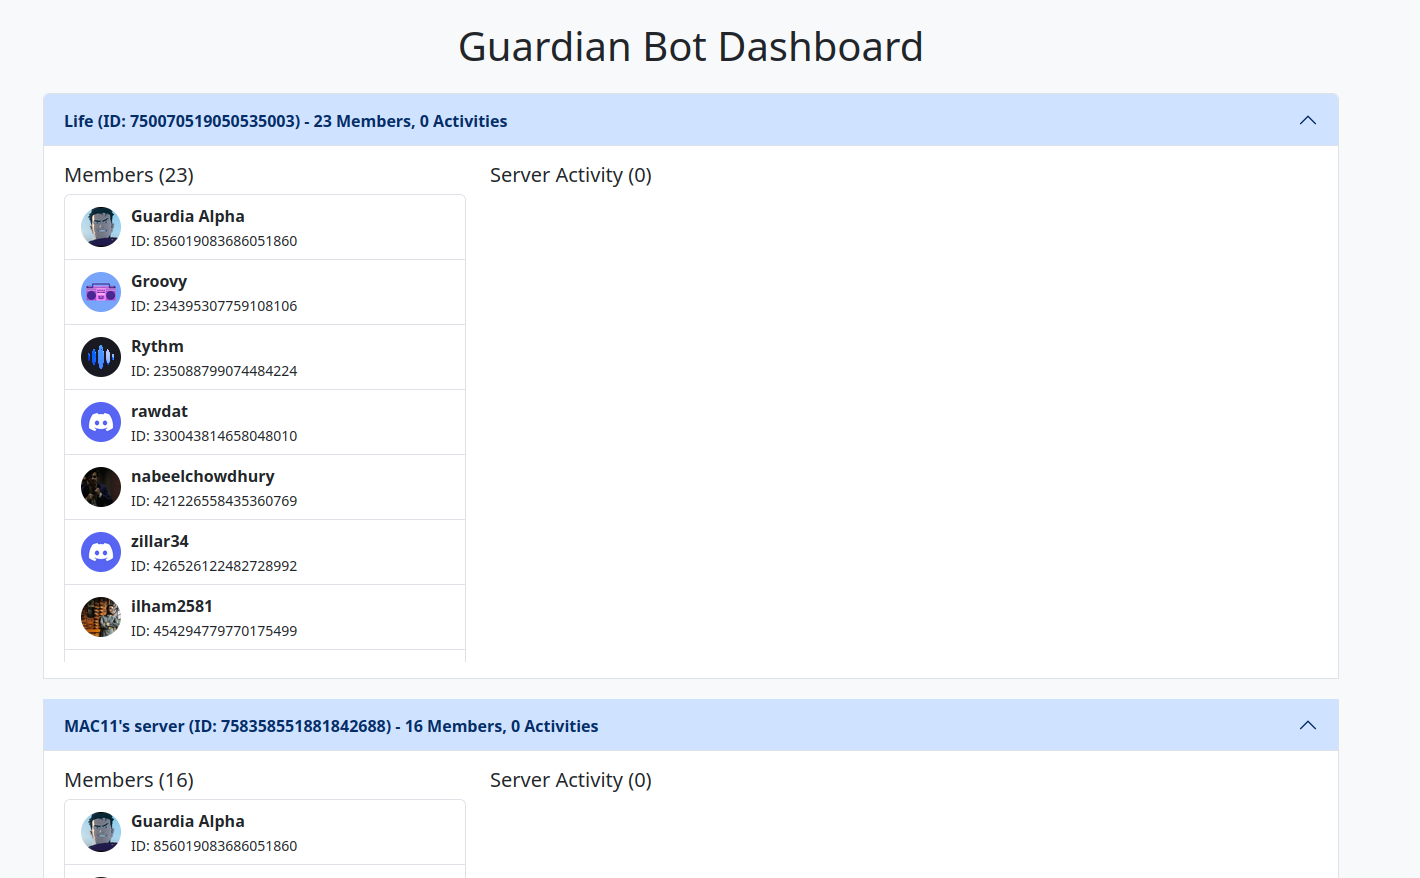 Guardian Bot Dashboard
Life (ID: 750070519050535003) - 23 Members, 0 Activities
Members (23)
Server Activity (0)
Guardia Alpha
ID: 856019083686051860
Groovy
ID: 234395307759108106
Rythm
ID: 235088799074484224
rawdat
ID: 330043814658048010
nabeelchowdhury
ID: 421226558435360769
zillar34
ID: 426526122482728992
ilham2581
ID: 454294779770175499
MAC11's server (ID: 758358551881842688) - 16 Members, 0 Activities
Members (16)
Server Activity (0)
Guardia Alpha
ID: 856019083686051860